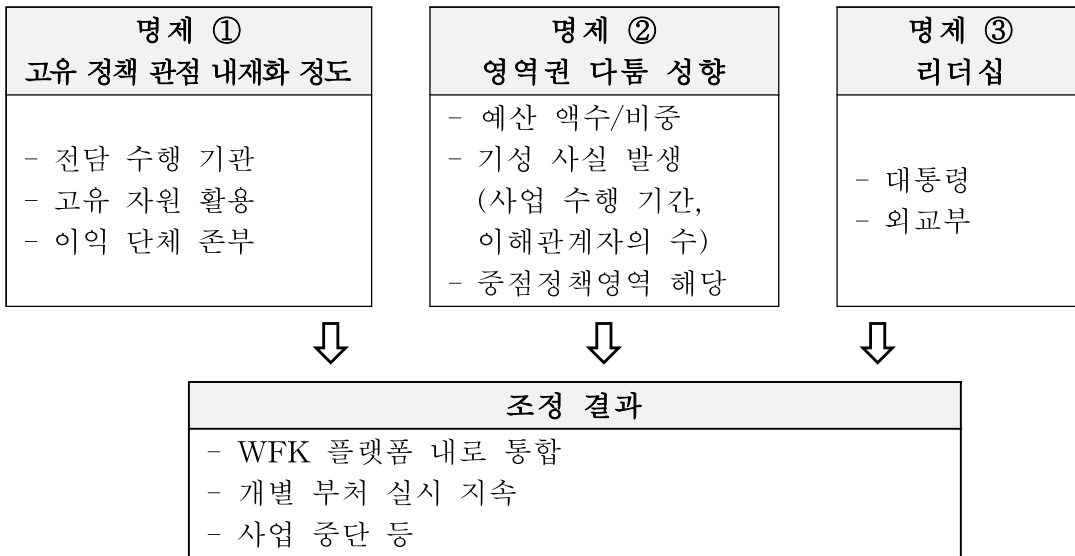 명제 ①
고유 정책 관점 내재화 정도
- 전담 수행 기관
- 고유 자원 활용
- 이익 단체 존부
명제 ②
영역권 다툼 성향
- 예산 액수/비중
- 기성 사실 발생
(사업 수행 기간,
이해관계자의 수)
- 중점정책영역 해당
명제 ③
리더십
- 대통령
- 외교부
조정 결과
- WFK 플랫폼 내로 통합
- 개별 부처 실시 지속
- 사업 중단 등